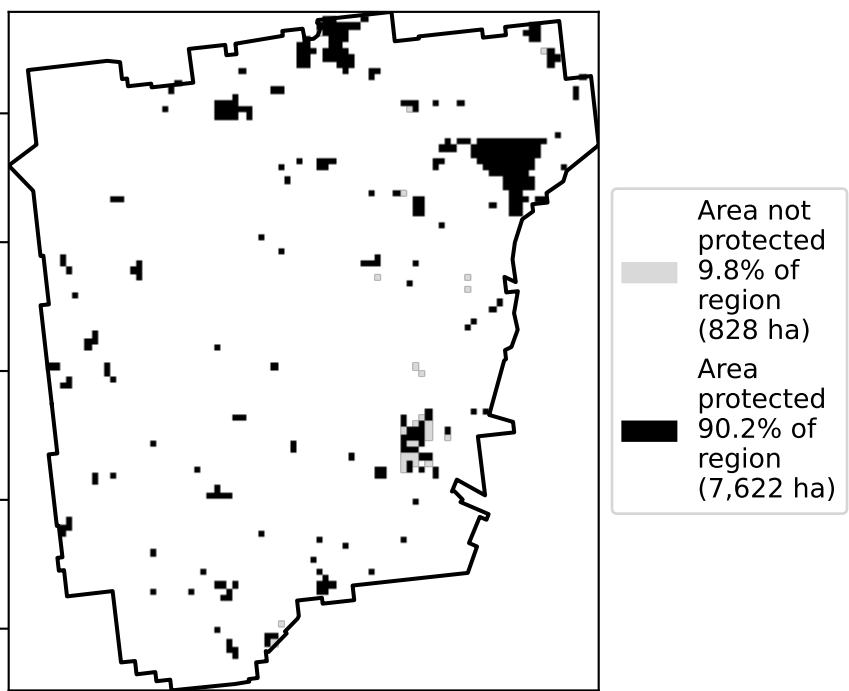 Area not
protected
9.8% of
region
(828 ha)
Area
protected
90.2% of
region
(7,622 ha)